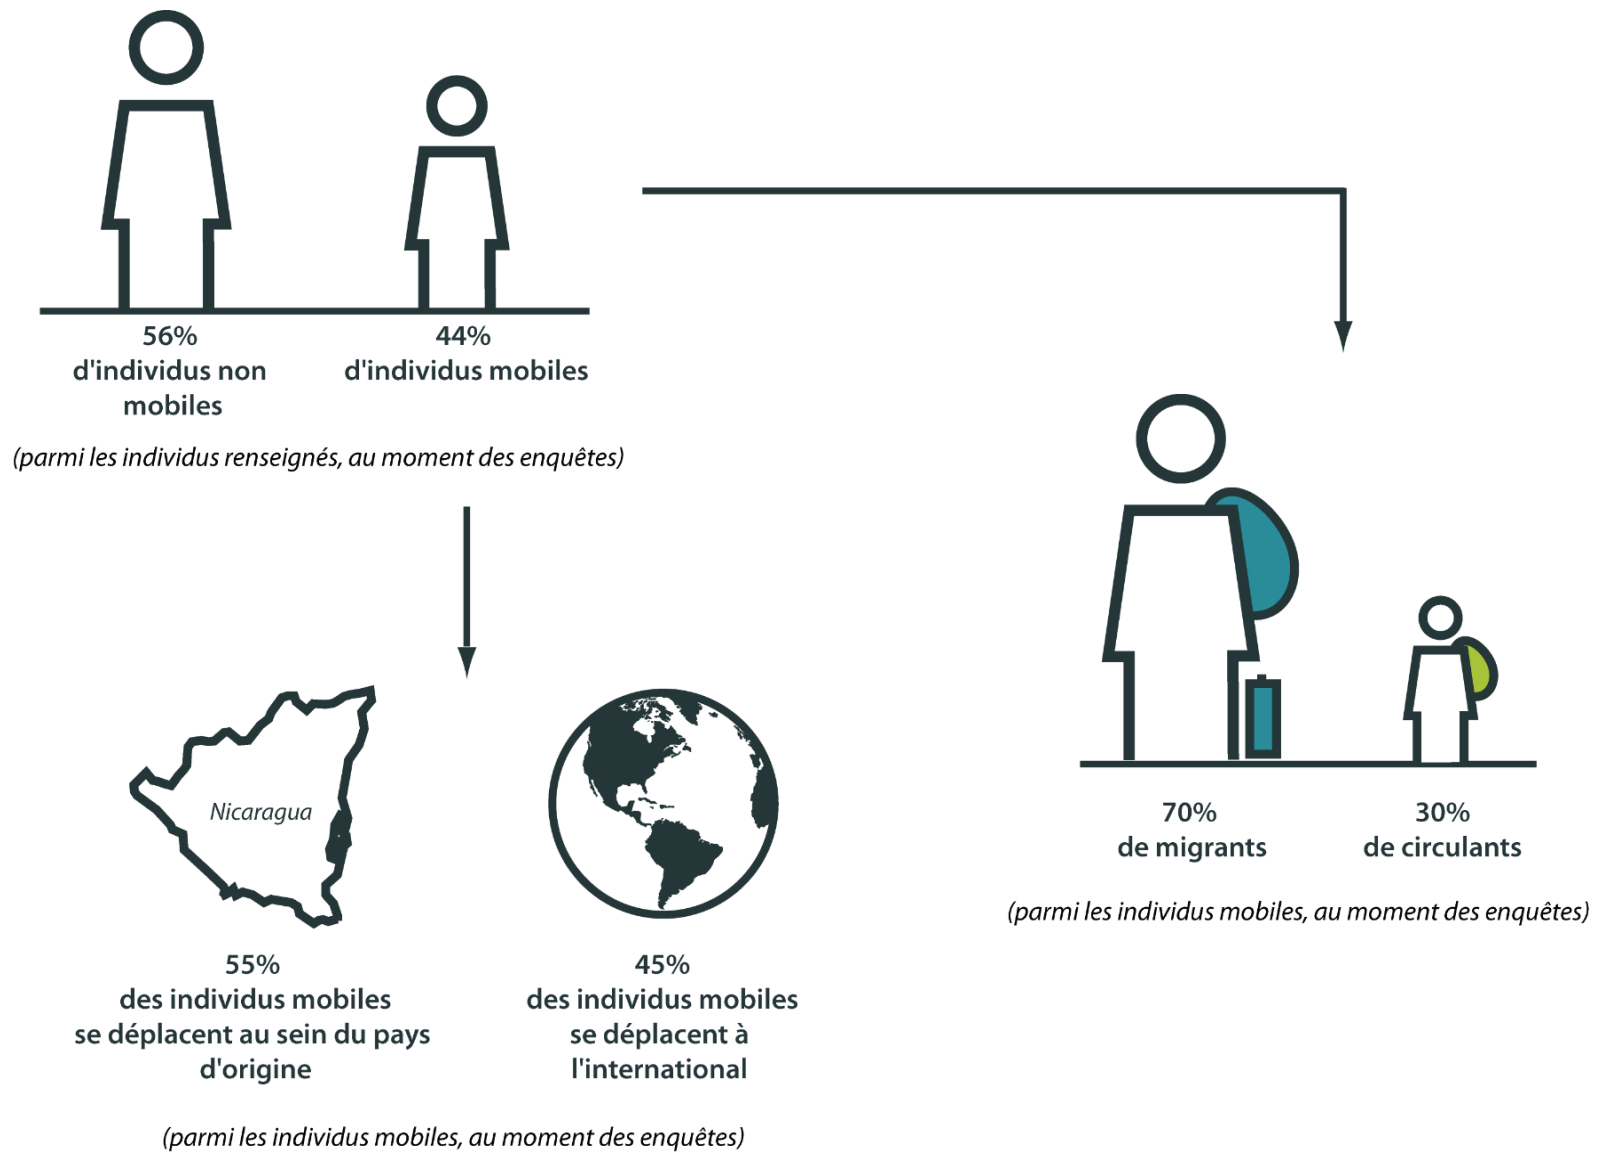 56%
d'individus non
mobiles
44%
d'individus mobiles
(parmi les individus renseignés, au moment des enquêtes)
Nicaragua
55%
des individus mobiles
se déplacent au sein du pays
d'origine
45%
des individus mobiles
se déplacent à
l'international
(parmi les individus mobiles, au moment des enquêtes)
70%
de migrants
30%
de circulants
(parmi les individus mobiles, au moment des enquêtes)